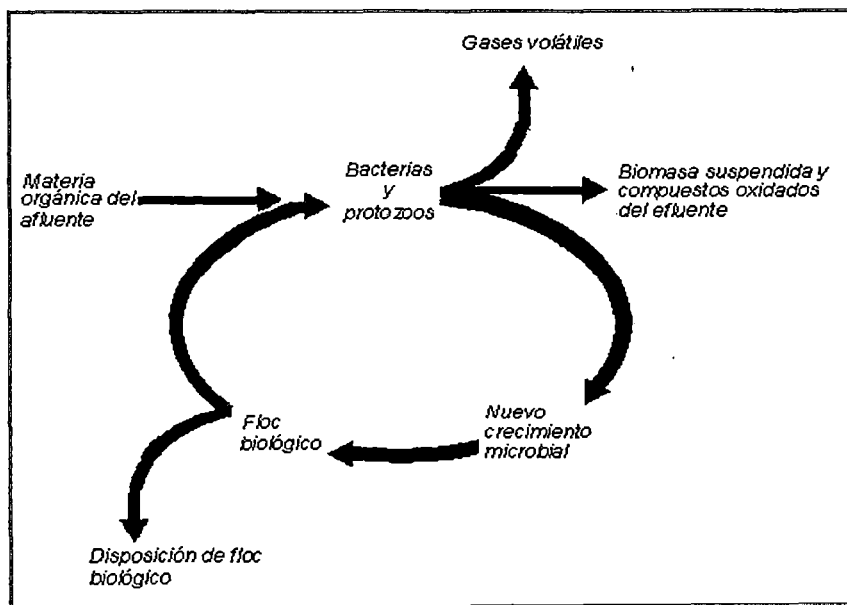 Gases volátiles
Materia
orgánica del
afluente
Bacterias
y
protozoos
Biomasa suspendida y
compuestos oxidados
del efluente
Floc
biológico
Nuevo
crecimiento
microbial
Disposición de floc
biológico